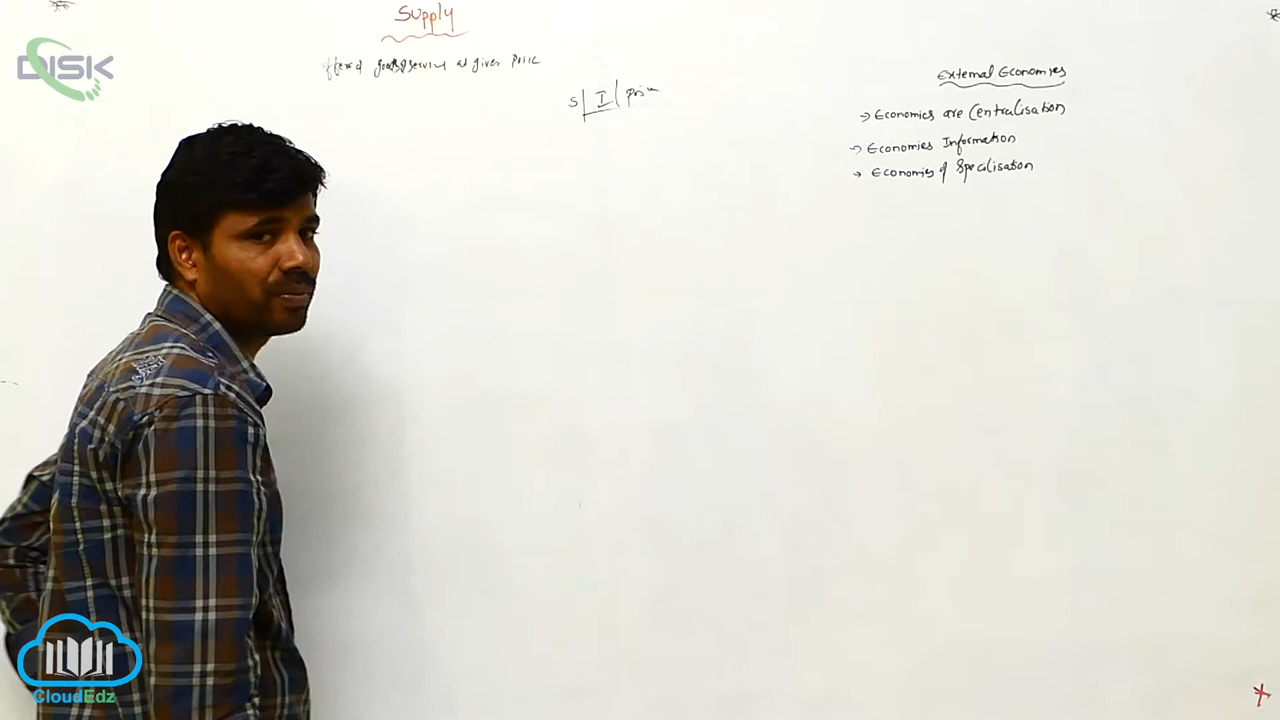 DISK
Supply
offered goods & services at given price
S I price
External Economies
→ Economies are Centralisation
→ Economies Information
→ Economies of Specilisation
CloudEdz